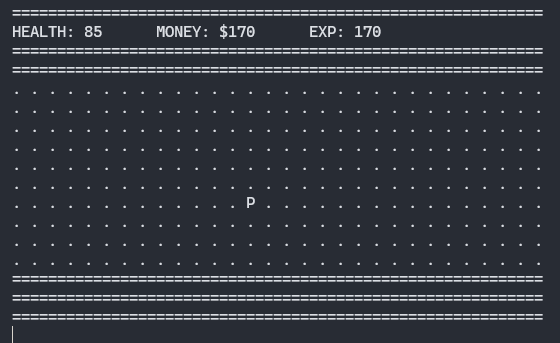 ===========================================================
HEALTH: 85      MONEY: $170      EXP: 170
===========================================================
===========================================================
. . . . . . . . . . . . . . . . . . . . . . . . . . . . . .
. . . . . . . . . . . . . . . . . . . . . . . . . . . . . .
. . . . . . . . . . . . . . . . . . . . . . . . . . . . . .
. . . . . . . . . . . . . . . . . . . . . . . . . . . . . .
. . . . . . . . . . . . . . . . . . . . . . . . . . . . . .
. . . . . . . . . . . . . . . . . . . . . . . . . . . . . .
. . . . . . . . . . . . . P . . . . . . . . . . . . . . . .
. . . . . . . . . . . . . . . . . . . . . . . . . . . . . .
. . . . . . . . . . . . . . . . . . . . . . . . . . . . . .
. . . . . . . . . . . . . . . . . . . . . . . . . . . . . .
===========================================================
===========================================================
===========================================================